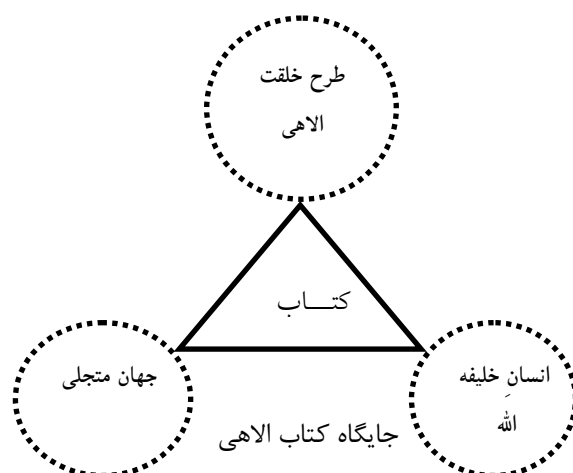 طرح خلقت
الاهی
کتـــاب
انسانِ خلیفه
الله
جهان متجلی
جایگاه کتاب الاهی